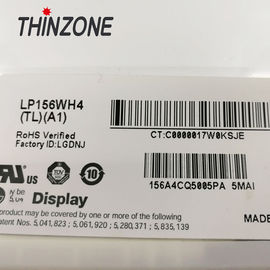 THINZONE
LP156WH4
(TL)(A1)
RoHS Verified
Factory ID:LGDNJ
CT:C0000017W0KSJE
156A4CQ5005PA 5MAI
Display
may be covered by one or more of the following
Patent Nos. 5,041,823 ; 5,061,920 ; 5,280,371 ; 5,835,139